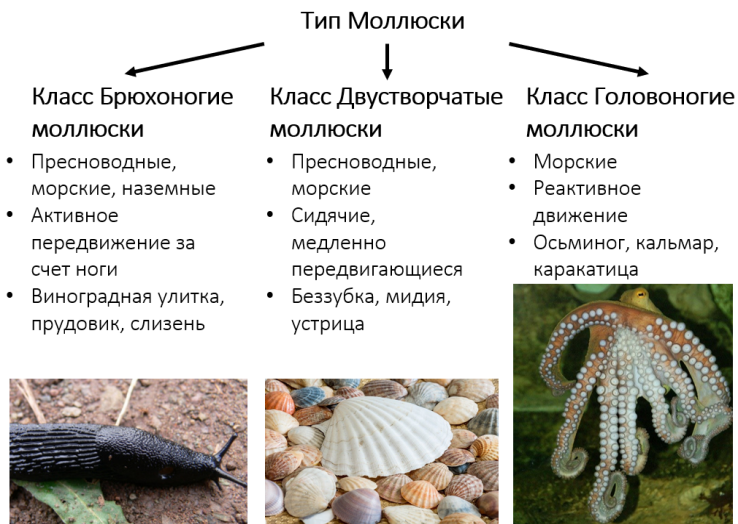 Тип Моллюски
Класс Брюхоногие
моллюски
• Пресноводные,
морские, наземные
• Активное
передвижение за
счет ноги
• Виноградная улитка,
прудовик, слизень
Класс Двустворчатые
моллюски
• Пресноводные,
морские
• Сидячие,
медленно
передвигающиеся
• Беззубка, мидия,
устрица
Класс Головоногие
моллюски
• Морские
• Реактивное
движение
• Осьминог, кальмар,
каракатица